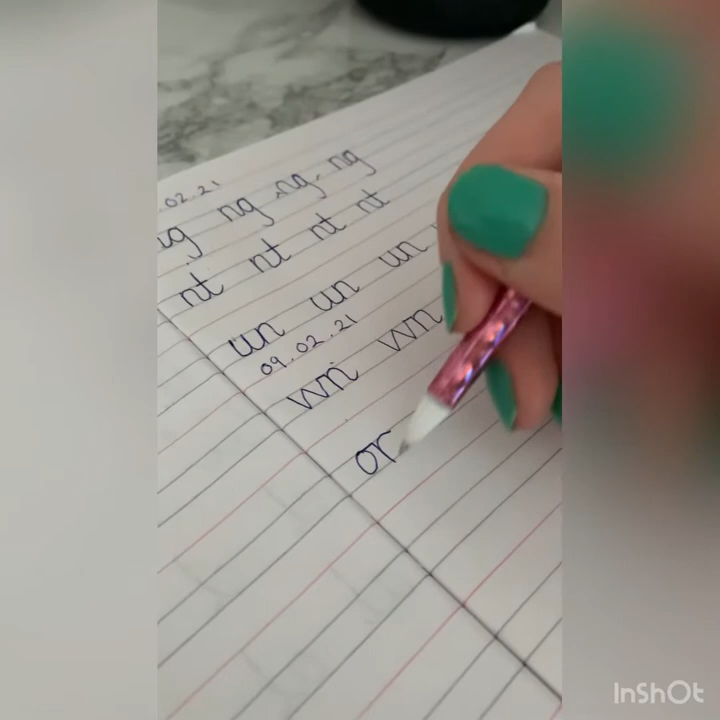 .02.21
ng ng ng ng
nt nt nt nt
un un un
09.02.21
wn wn
or
InShOt